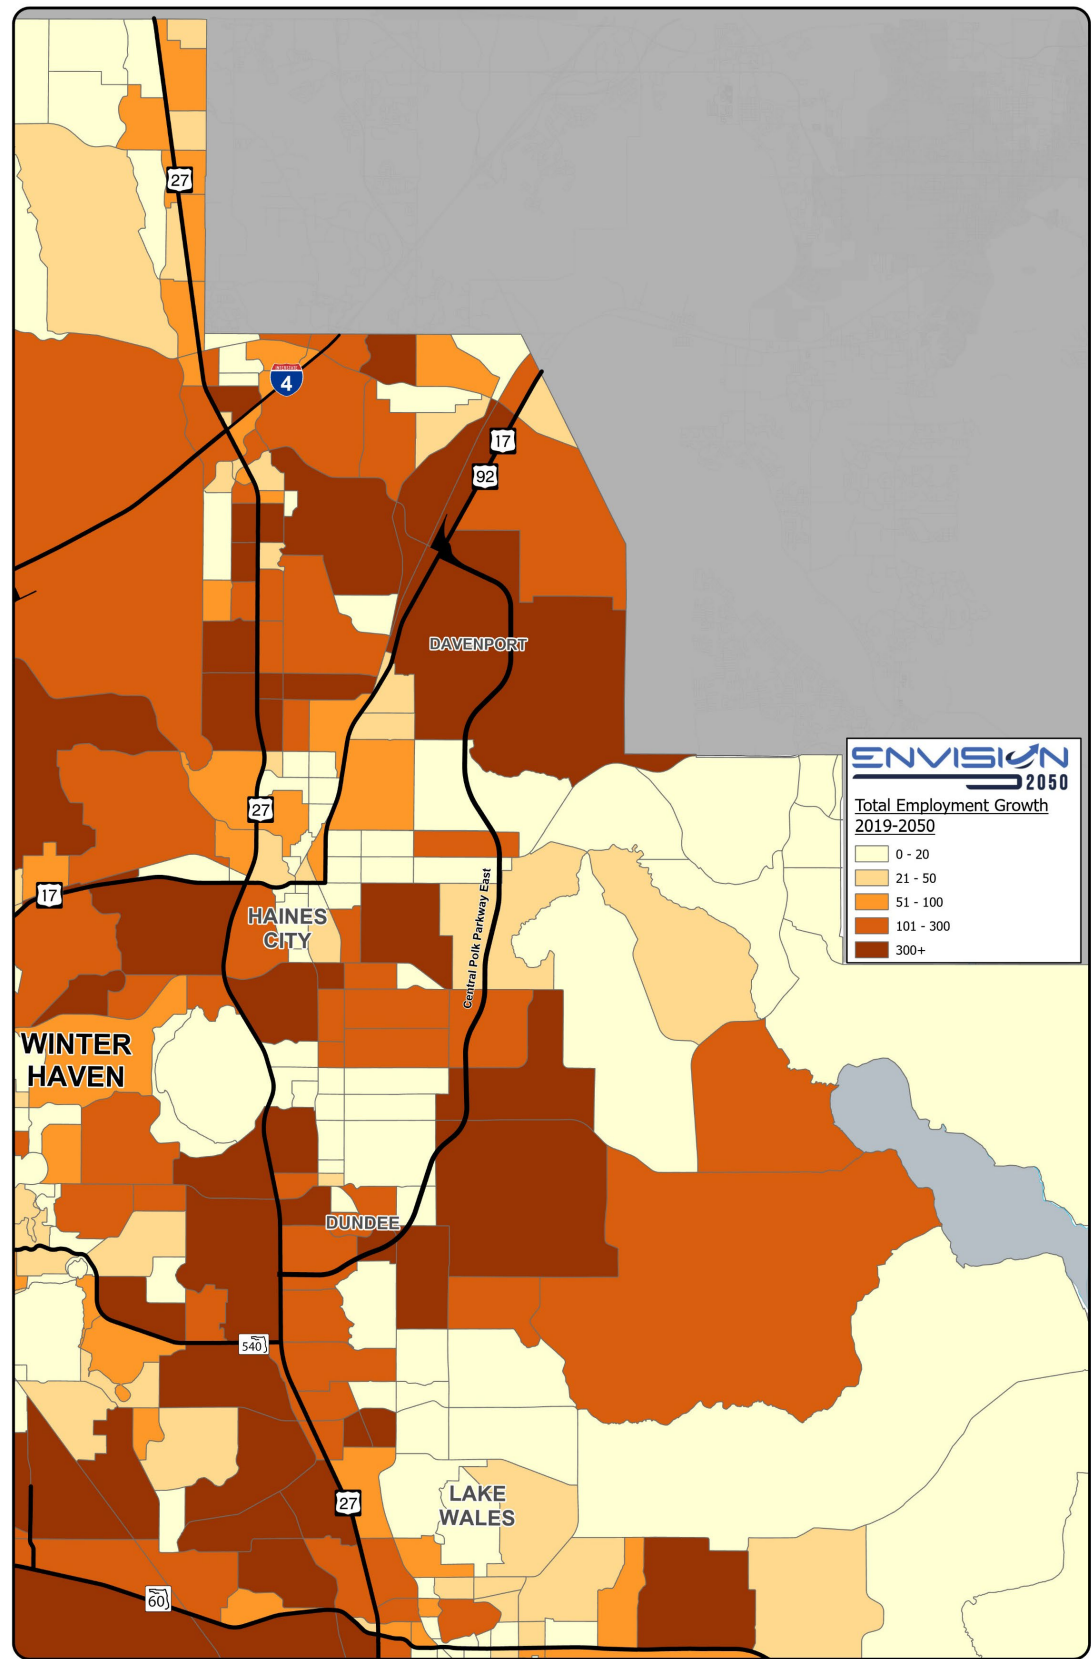 27
INTERSTATE
4
17
92
DAVENPORT
ENVISION
2050
Total Employment Growth
2019-2050
0 - 20
21 - 50
51 - 100
101 - 300
300+
27
17
HAINES
CITY
Central Polk Parkway East
WINTER
HAVEN
DUNDEE
540
27
LAKE
WALES
60